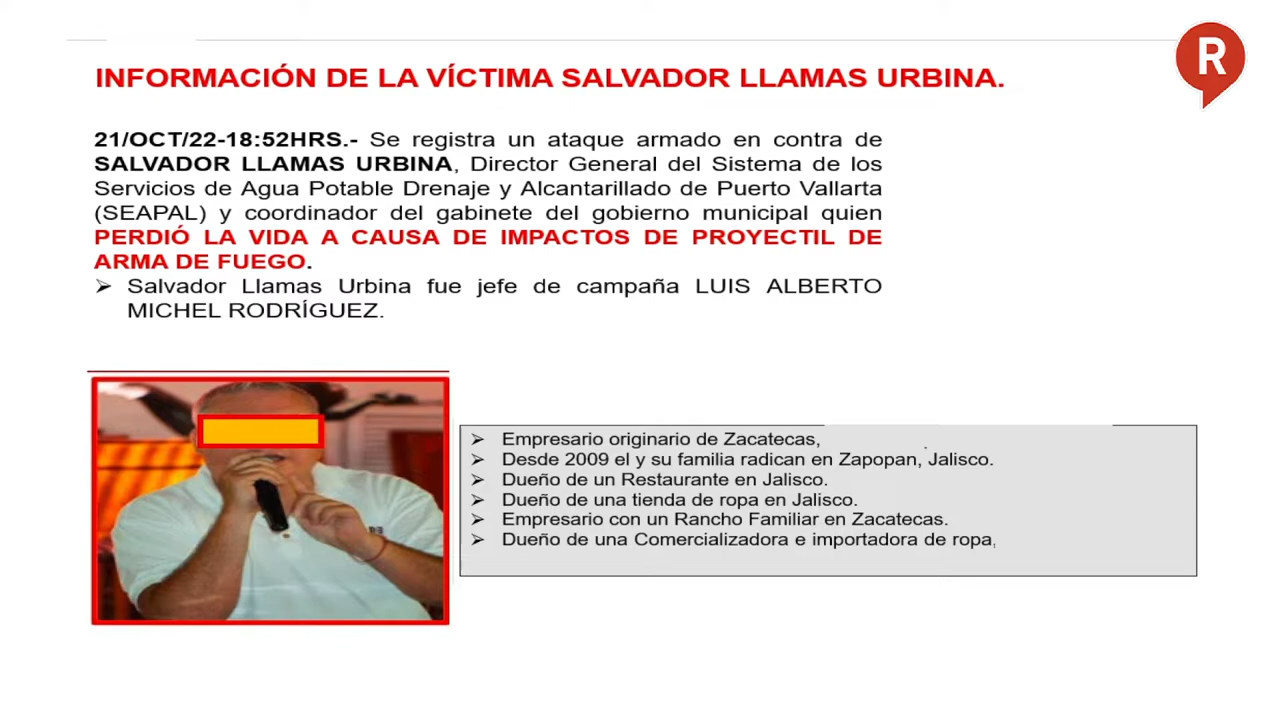 R
INFORMACIÓN DE LA VÍCTIMA SALVADOR LLAMAS URBINA.
21/OCT/22-18:52HRS.- Se registra un ataque armado en contra de
SALVADOR LLAMAS URBINA, Director General del Sistema de los
Servicios de Agua Potable Drenaje y Alcantarillado de Puerto Vallarta
(SEAPAL) y coordinador del gabinete del gobierno municipal quien
PERDIÓ LA VIDA A CAUSA DE IMPACTOS DE PROYECTIL DE
ARMA DE FUEGO.
➢ Salvador Llamas Urbina fue jefe de campaña LUIS ALBERTO
MICHEL RODRÍGUEZ.
➢ Empresario originario de Zacatecas,
➢ Desde 2009 el y su familia radican en Zapopan, Jalisco.
➢ Dueño de un Restaurante en Jalisco.
➢ Dueño de una tienda de ropa en Jalisco.
➢ Empresario con un Rancho Familiar en Zacatecas.
➢ Dueño de una Comercializadora e importadora de ropa,